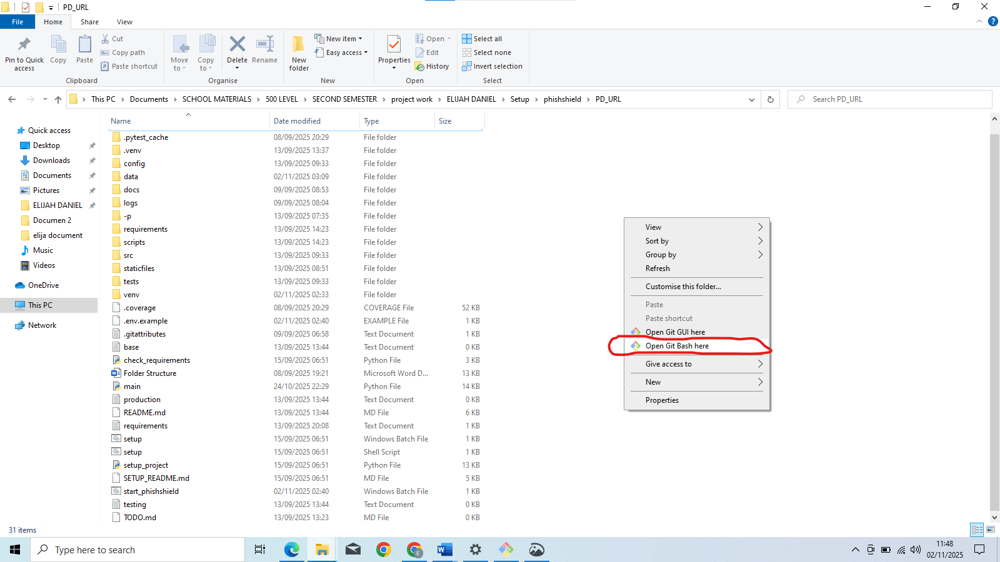 PD_URL
File Home Share View
Pin to Quick access
Copy
Paste
Cut
Copy path
Paste shortcut
Clipboard
Move to
Copy to
Delete
Rename
Organise
New folder
New item
Easy access
New
Properties
Open
Edit
History
Open
Select all
Select none
Invert selection
Select
This PC > Documents > SCHOOL MATERIALS > 500 LEVEL > SECOND SEMESTER > project work > ELIJAH DANIEL > Setup > phishshield > PD_URL
Search PD_URL
Quick access
Desktop
Downloads
Documents
Pictures
ELIJAH DANIEL
Documen 2
elija document
Music
Videos
OneDrive
This PC
Network
Name Date modified Type Size
.pytest_cache 08/09/2025 20:29 File folder
.venv 13/09/2025 13:37 File folder
config 13/09/2025 09:33 File folder
data 02/11/2025 03:09 File folder
docs 09/09/2025 08:53 File folder
logs 09/09/2025 08:04 File folder
-p 13/09/2025 07:35 File folder
requirements 13/09/2025 14:23 File folder
scripts 13/09/2025 14:23 File folder
src 13/09/2025 09:33 File folder
staticfiles 13/09/2025 08:51 File folder
tests 13/09/2025 09:33 File folder
venv 02/11/2025 02:33 File folder
.coverage 08/09/2025 20:29 COVERAGE File 52 KB
.env.example 02/11/2025 02:40 EXAMPLE File 1 KB
.gitattributes 09/09/2025 06:58 Text Document 1 KB
base 13/09/2025 13:44 Text Document 0 KB
check_requirements 15/09/2025 06:51 Python File 3 KB
Folder Structure 08/09/2025 19:21 Microsoft Word D... 13 KB
main 24/10/2025 22:29 Python File 14 KB
production 13/09/2025 13:44 Text Document 0 KB
README.md 13/09/2025 13:44 MD File 6 KB
requirements 13/09/2025 20:08 Text Document 1 KB
setup 15/09/2025 06:51 Windows Batch File 1 KB
setup 15/09/2025 06:51 Shell Script 1 KB
setup_project 15/09/2025 06:51 Python File 13 KB
SETUP_README.md 15/09/2025 06:51 MD File 5 KB
start_phishshield 02/11/2025 02:40 Windows Batch File 1 KB
testing 13/09/2025 13:44 Text Document 0 KB
TODO.md 13/09/2025 13:23 MD File 0 KB
View
Sort by
Group by
Refresh
Customise this folder...
Paste
Paste shortcut
Open Git GUI here
Open Git Bash here
Give access to
New
Properties
31 items
Type here to search
11:48
02/11/2025